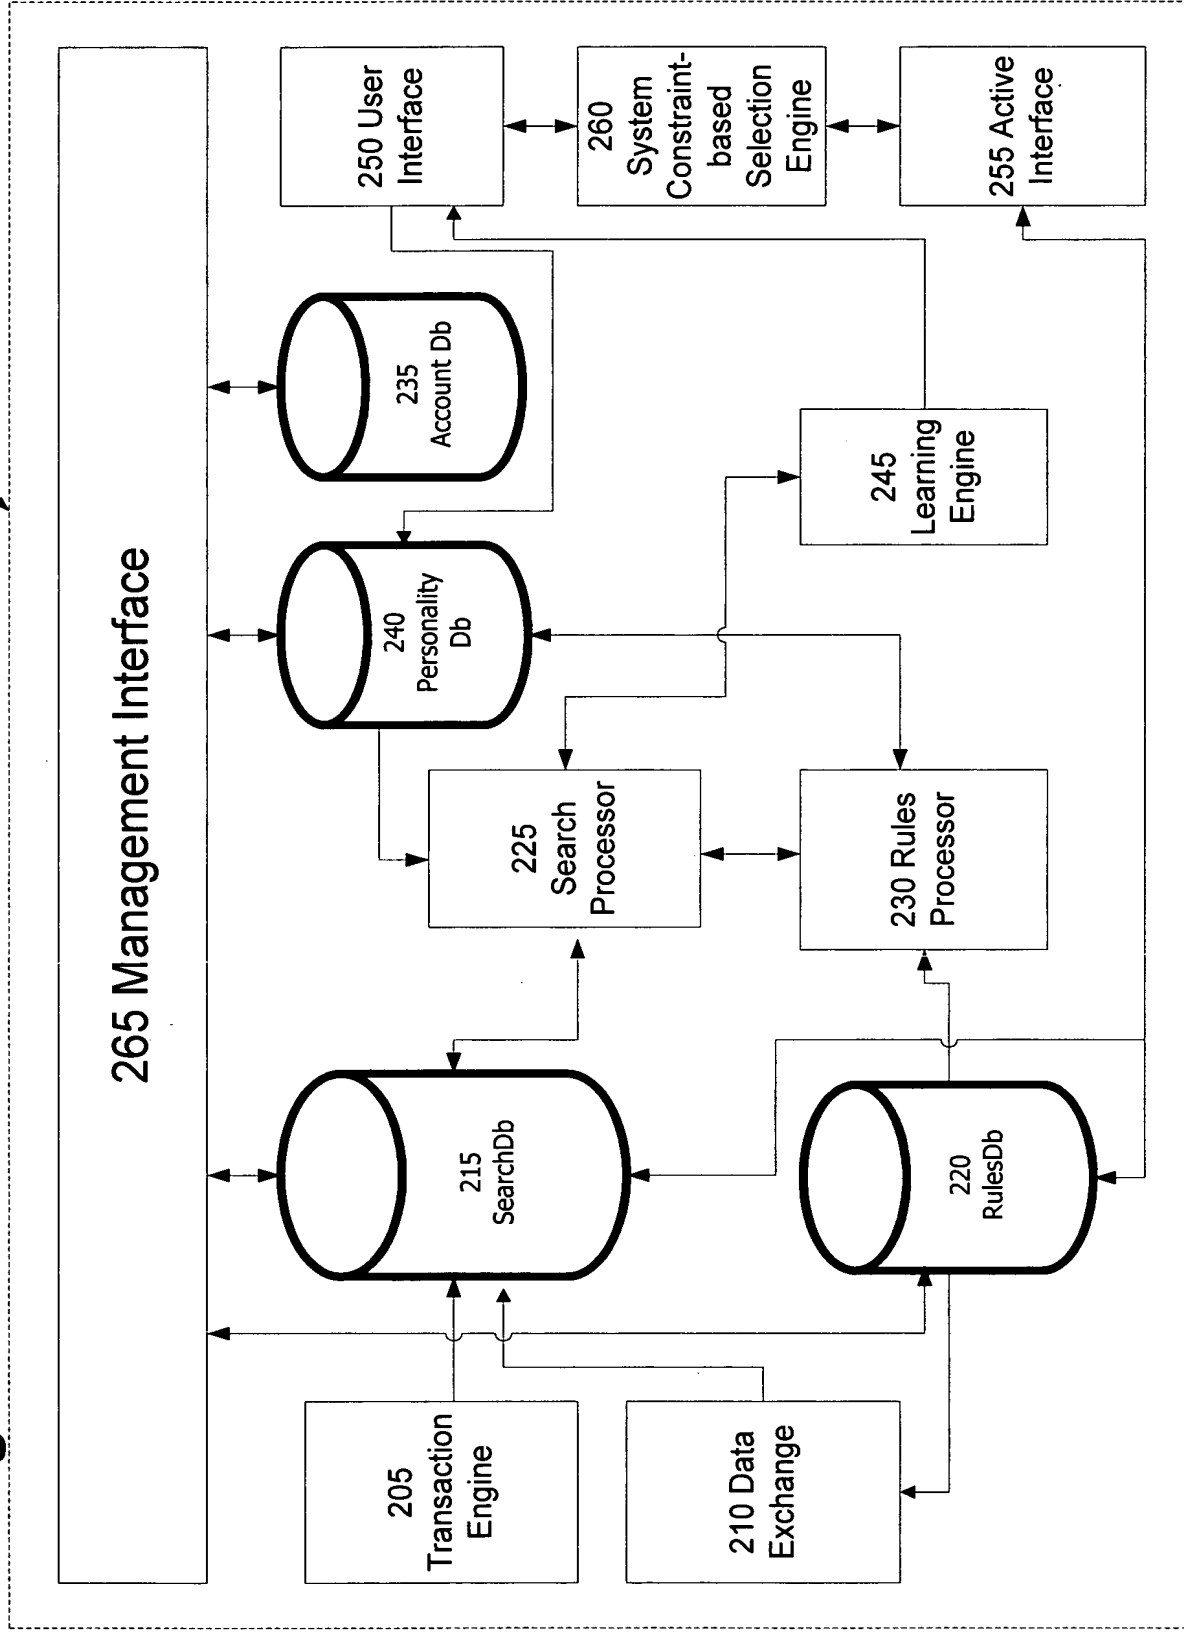 265 Management Interface
205
Transaction
Engine
210 Data
Exchange
215
SearchDb
220
RulesDb
225
Search
Processor
230 Rules
Processor
240
Personality
Db
235
Account Db
245
Learning
Engine
250 User
Interface
260
System
Constraint-
based
Selection
Engine
255 Active
Interface